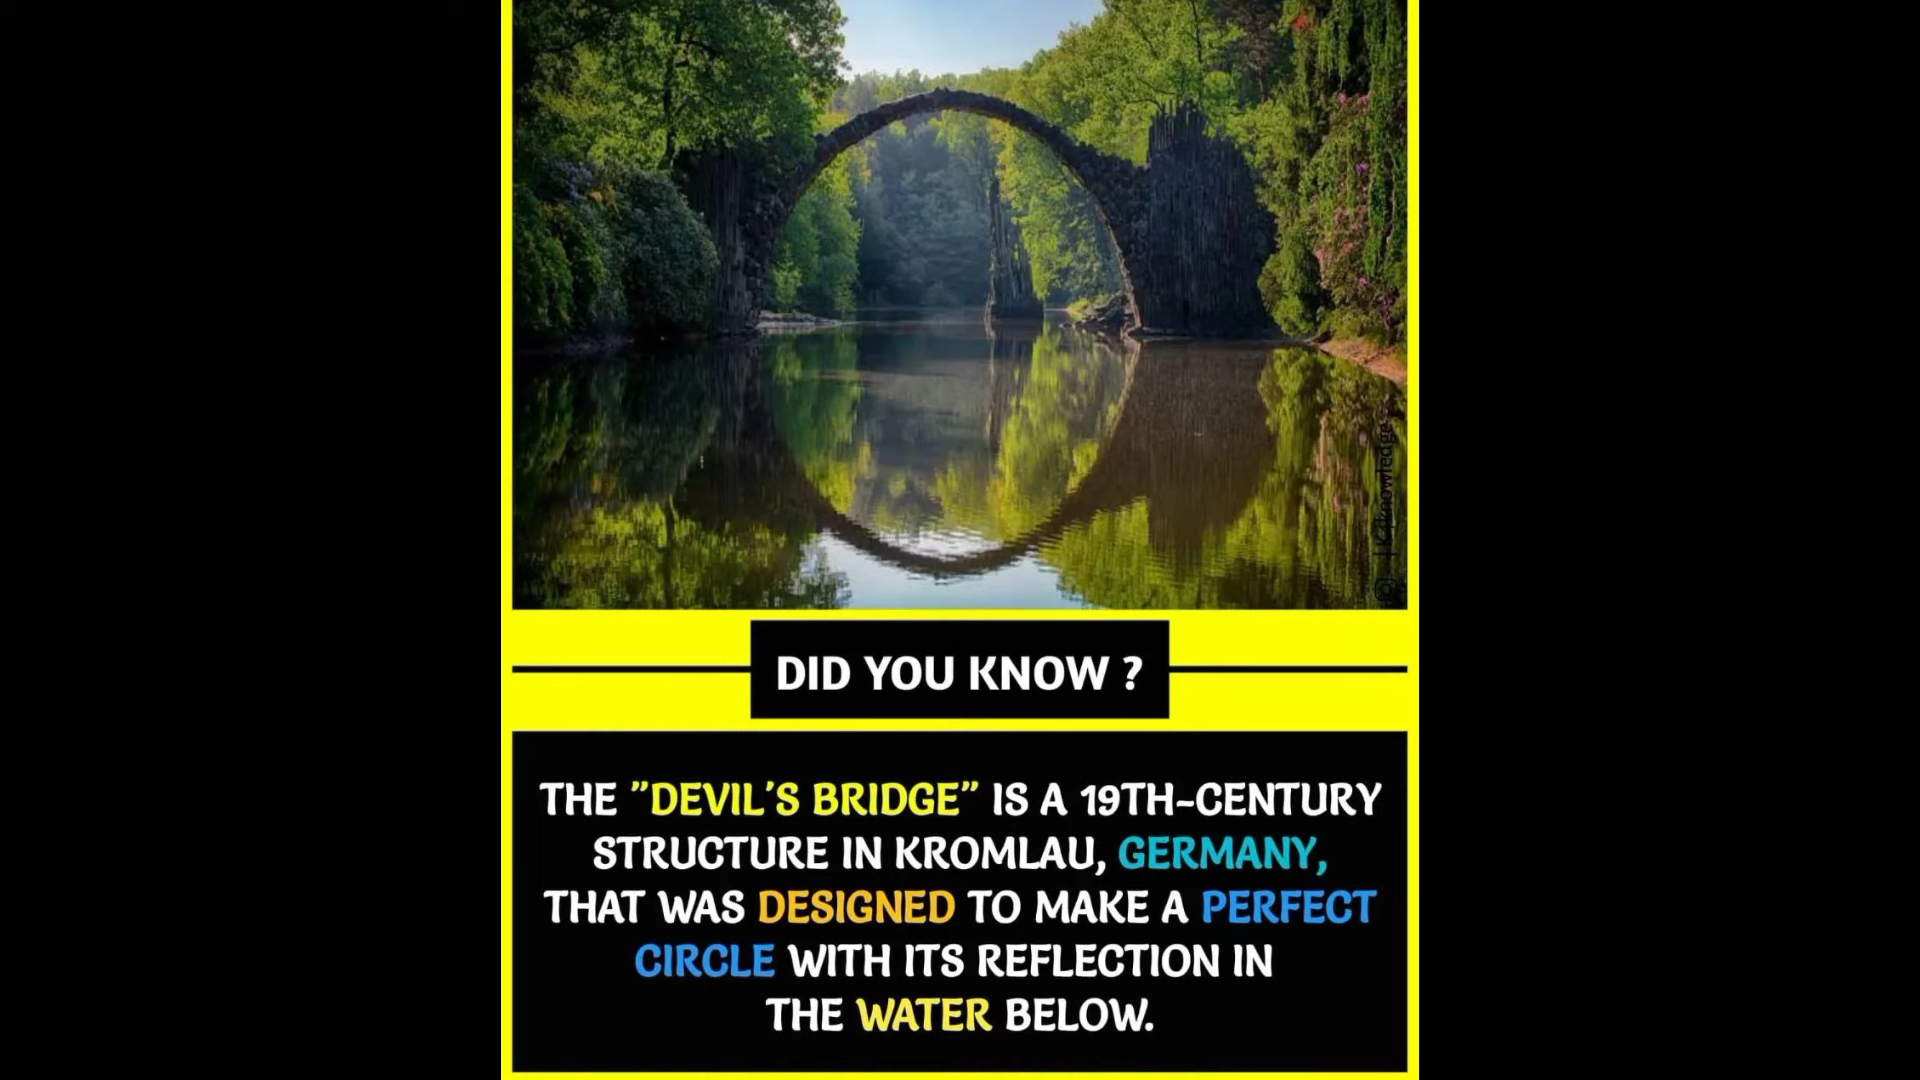 DID YOU KNOW ?
THE "DEVIL'S BRIDGE" IS A 19TH-CENTURY
STRUCTURE IN KROMLAU, GERMANY,
THAT WAS DESIGNED TO MAKE A PERFECT
CIRCLE WITH ITS REFLECTION IN
THE WATER BELOW.